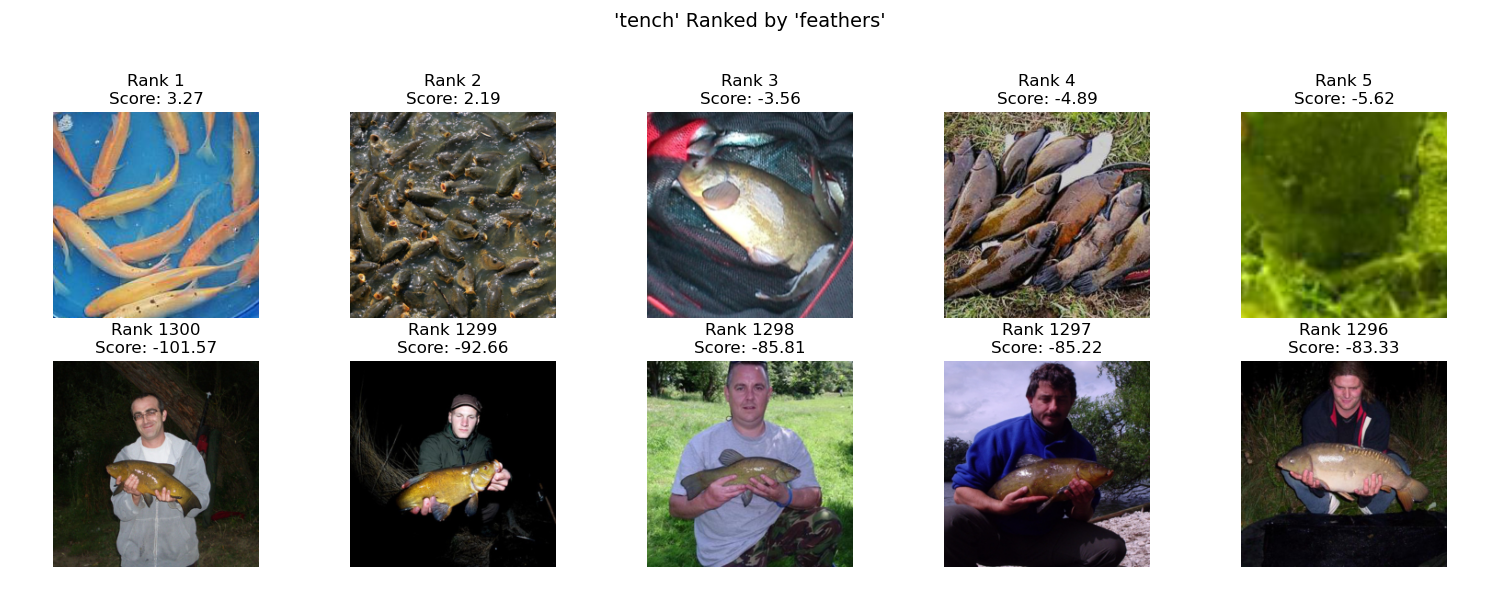 'tench' Ranked by 'feathers'
Rank 1
Score: 3.27
Rank 2
Score: 2.19
Rank 3
Score: -3.56
Rank 4
Score: -4.89
Rank 5
Score: -5.62
Rank 1300
Score: -101.57
Rank 1299
Score: -92.66
Rank 1298
Score: -85.81
Rank 1297
Score: -85.22
Rank 1296
Score: -83.33